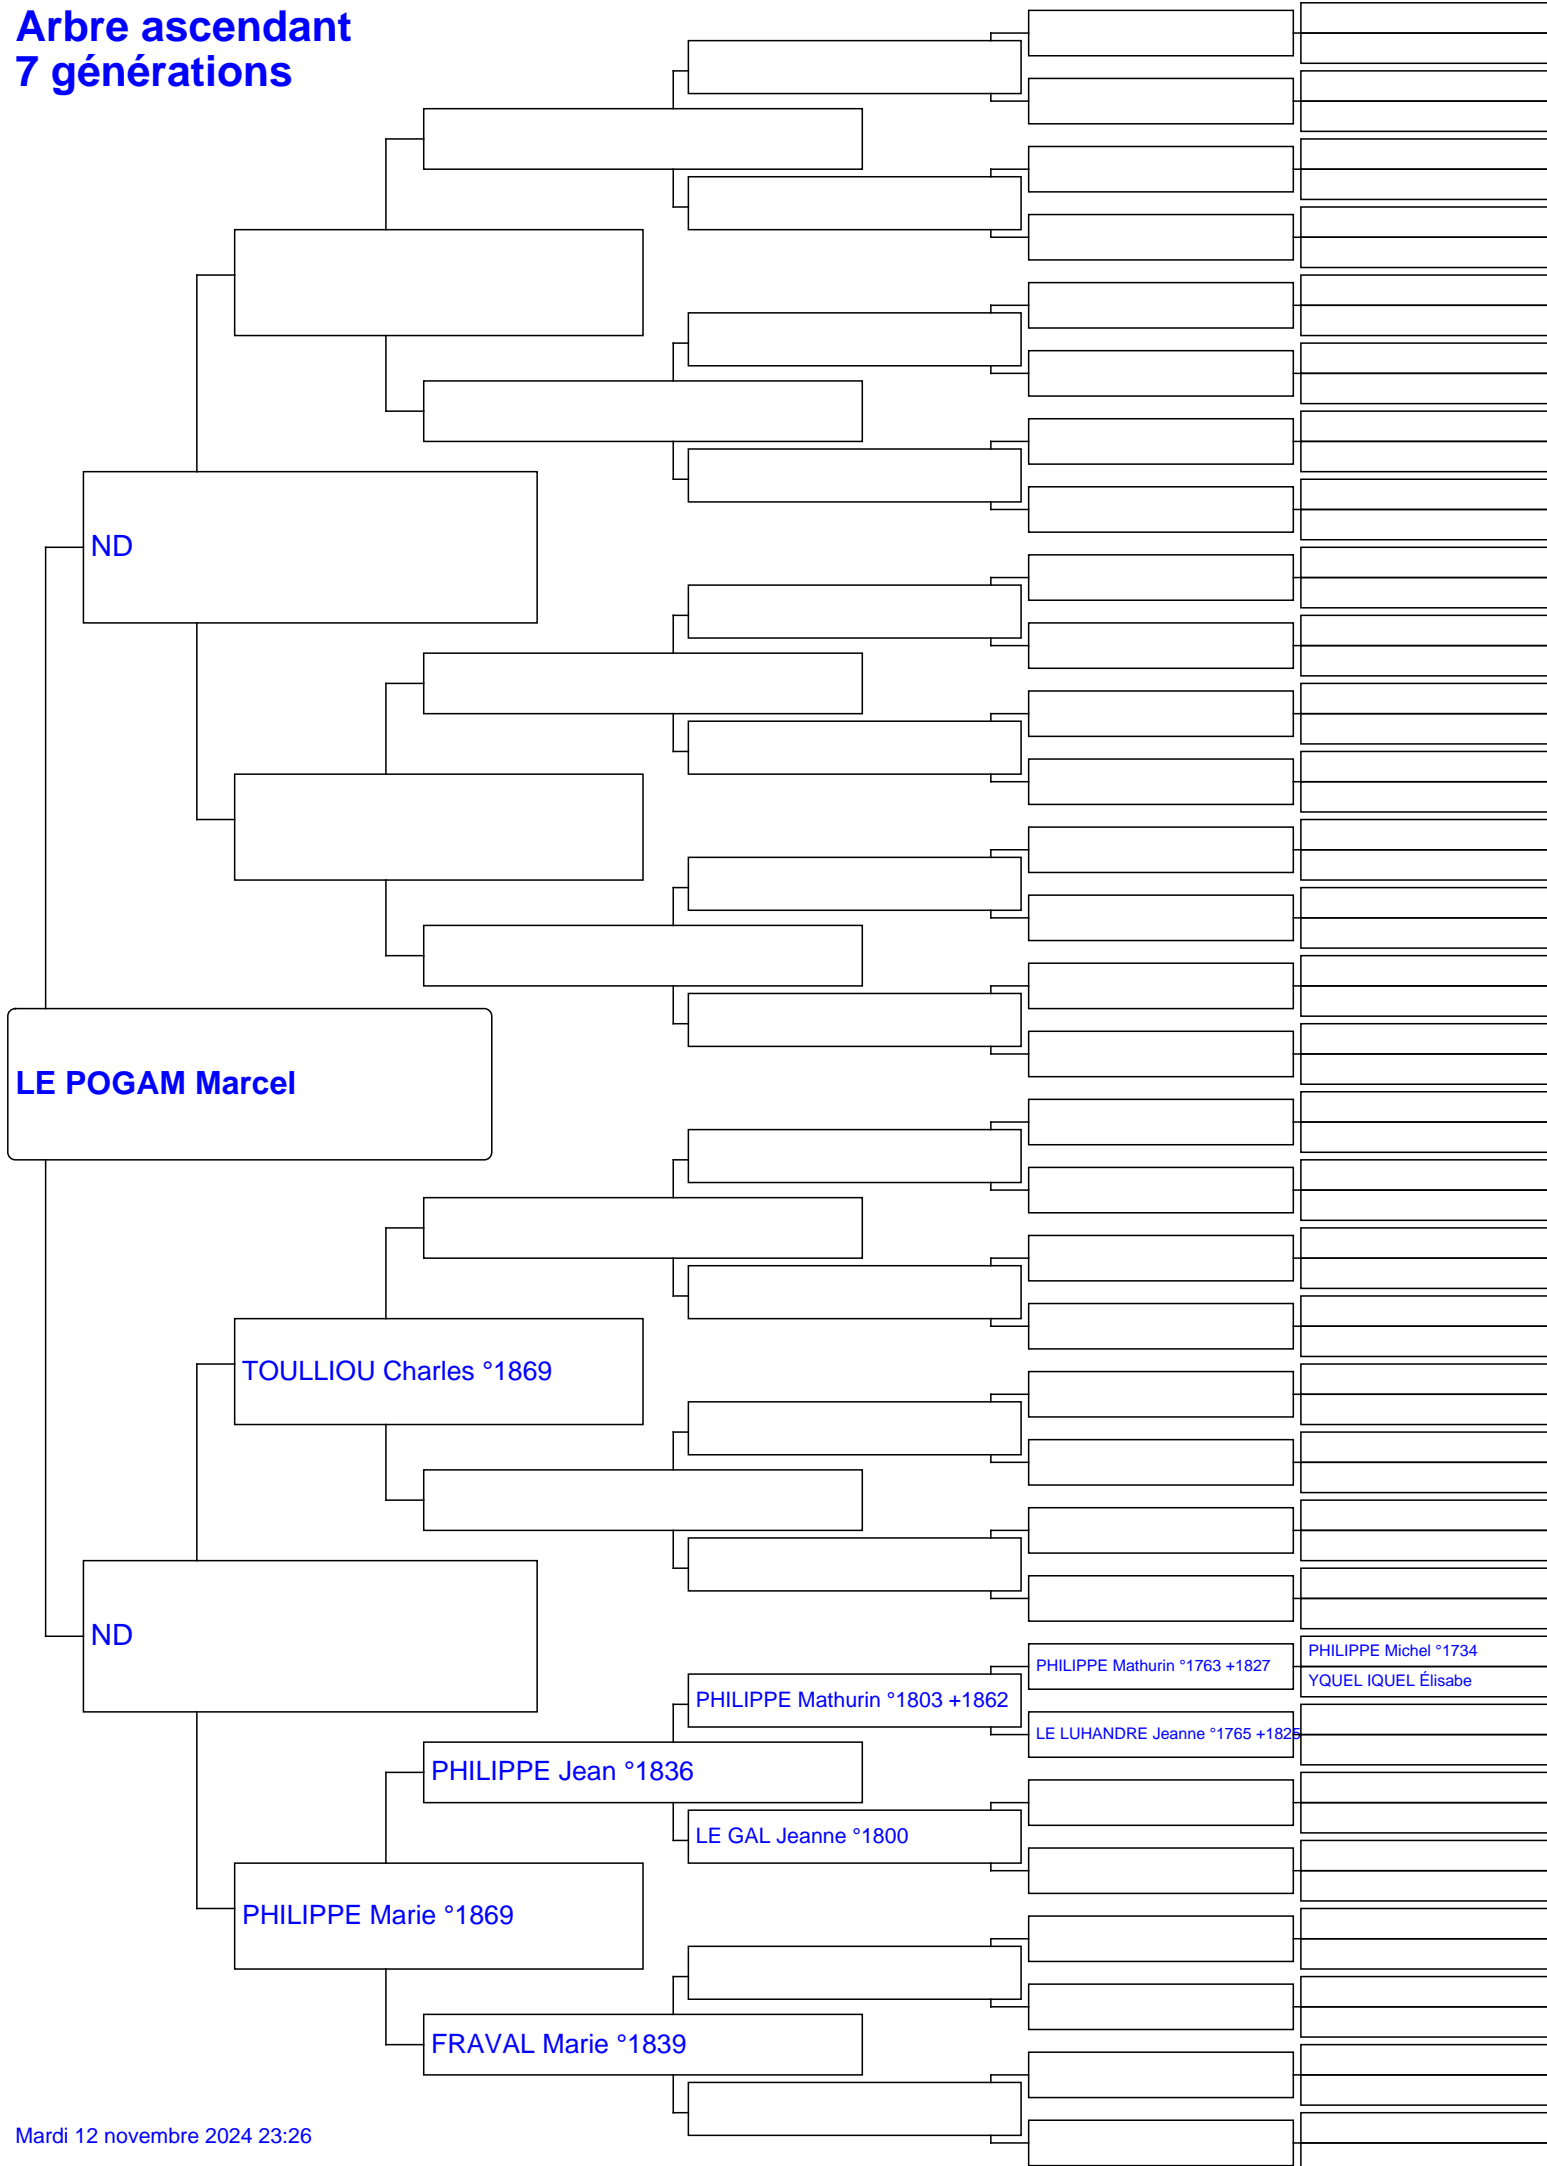 Arbre ascendant
7 générations
ND
LE POGAM Marcel
TOULLIOU Charles °1869
ND
PHILIPPE Michel °1734
PHILIPPE Mathurin °1763 +1827
YQUEL IQUEL Élisabe
PHILIPPE Mathurin °1803 +1862
LE LUHANDRE Jeanne °1765 +1825
PHILIPPE Jean °1836
LE GAL Jeanne °1800
PHILIPPE Marie °1869
FRAVAL Marie °1839
Mardi 12 novembre 2024 23:26